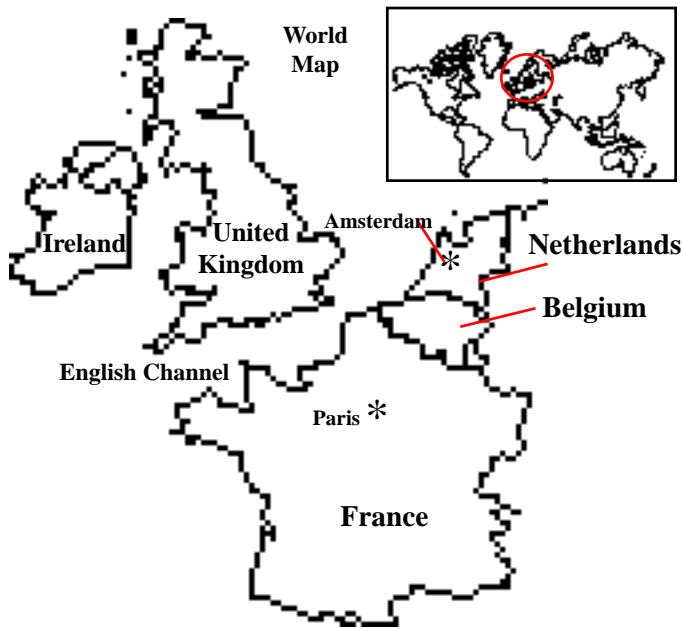 World
Map
Amsterdam
*
Ireland
United
Kingdom
Netherlands
Belgium
English Channel
Paris *
France